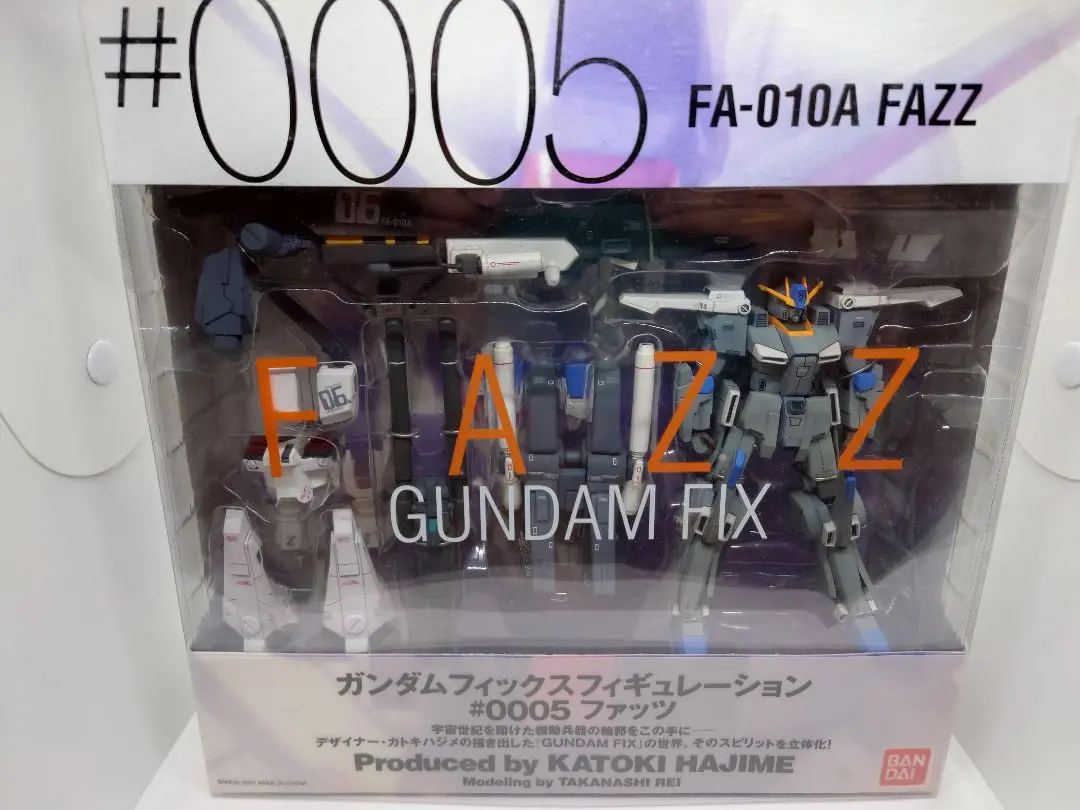 #0005
FA-010A FAZZ
06
FA-010A
06
FAZZ
GUNDAM FIX
ガンダムフィックスフィギュレーション
#0005 ファッツ
宇宙世紀を翔けた機動兵器の輪郭をこの手に——
デザイナー・カトキハジメの描き出した「GUNDAM FIX」の世界。そのスピリットを立体化!
Produced by KATOKI HAJIME
Modeling by TAKANASHI REI
BAN
DAI